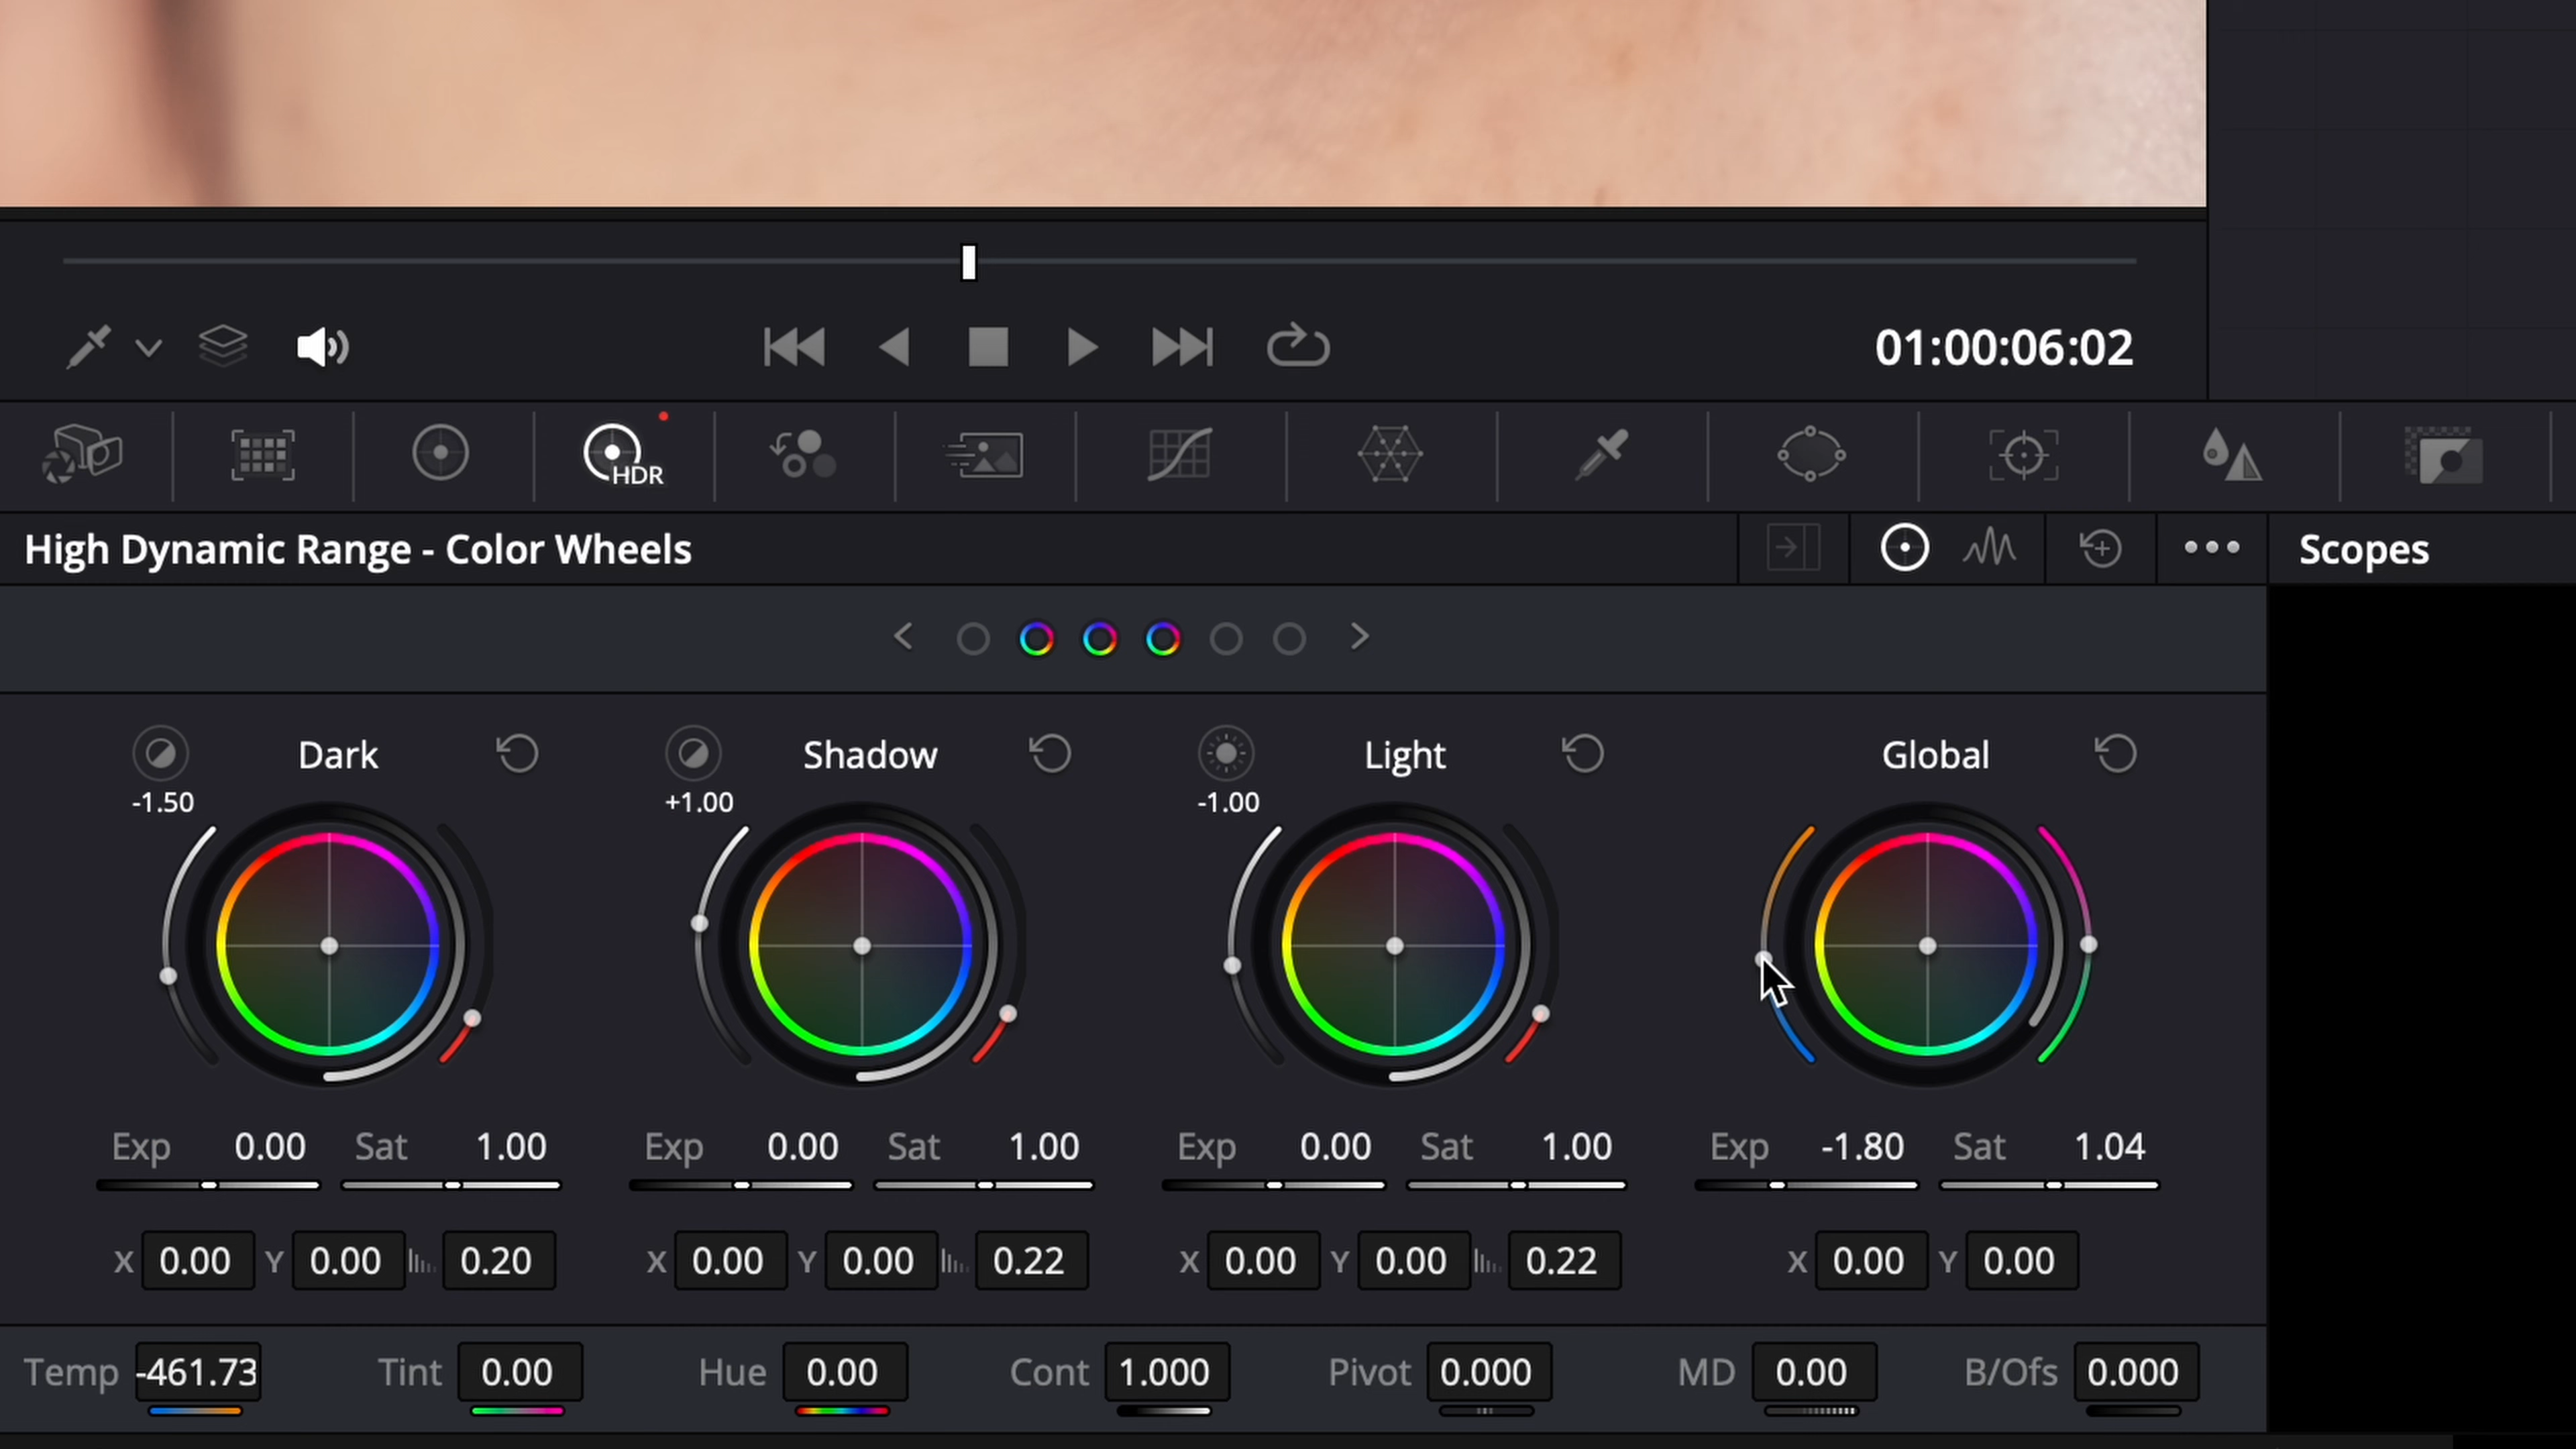 01:00:06:02
HDR
High Dynamic Range - Color Wheels
Scopes
Dark
Shadow
Light
Global
-1.50
+1.00
-1.00
Exp 0.00 Sat 1.00
Exp 0.00 Sat 1.00
Exp 0.00 Sat 1.00
Exp -1.80 Sat 1.04
X 0.00 Y 0.00 0.20
X 0.00 Y 0.00 0.22
X 0.00 Y 0.00 0.22
X 0.00 Y 0.00
Temp -461.73 Tint 0.00 Hue 0.00 Cont 1.000 Pivot 0.000 MD 0.00 B/Ofs 0.000